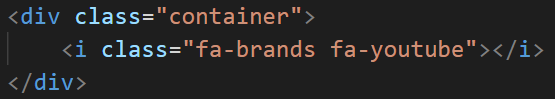 <div class="container">
    <i class="fa-brands fa-youtube"></i>
</div>